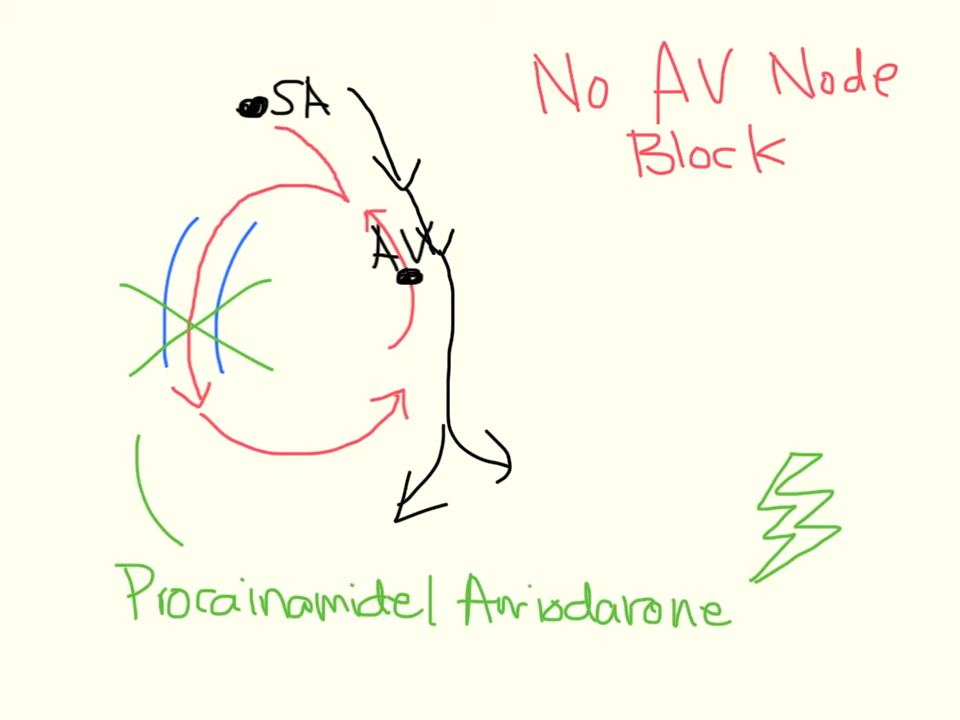 SA
No AV Node
Block
AV
Procainamide/ Amiodarone